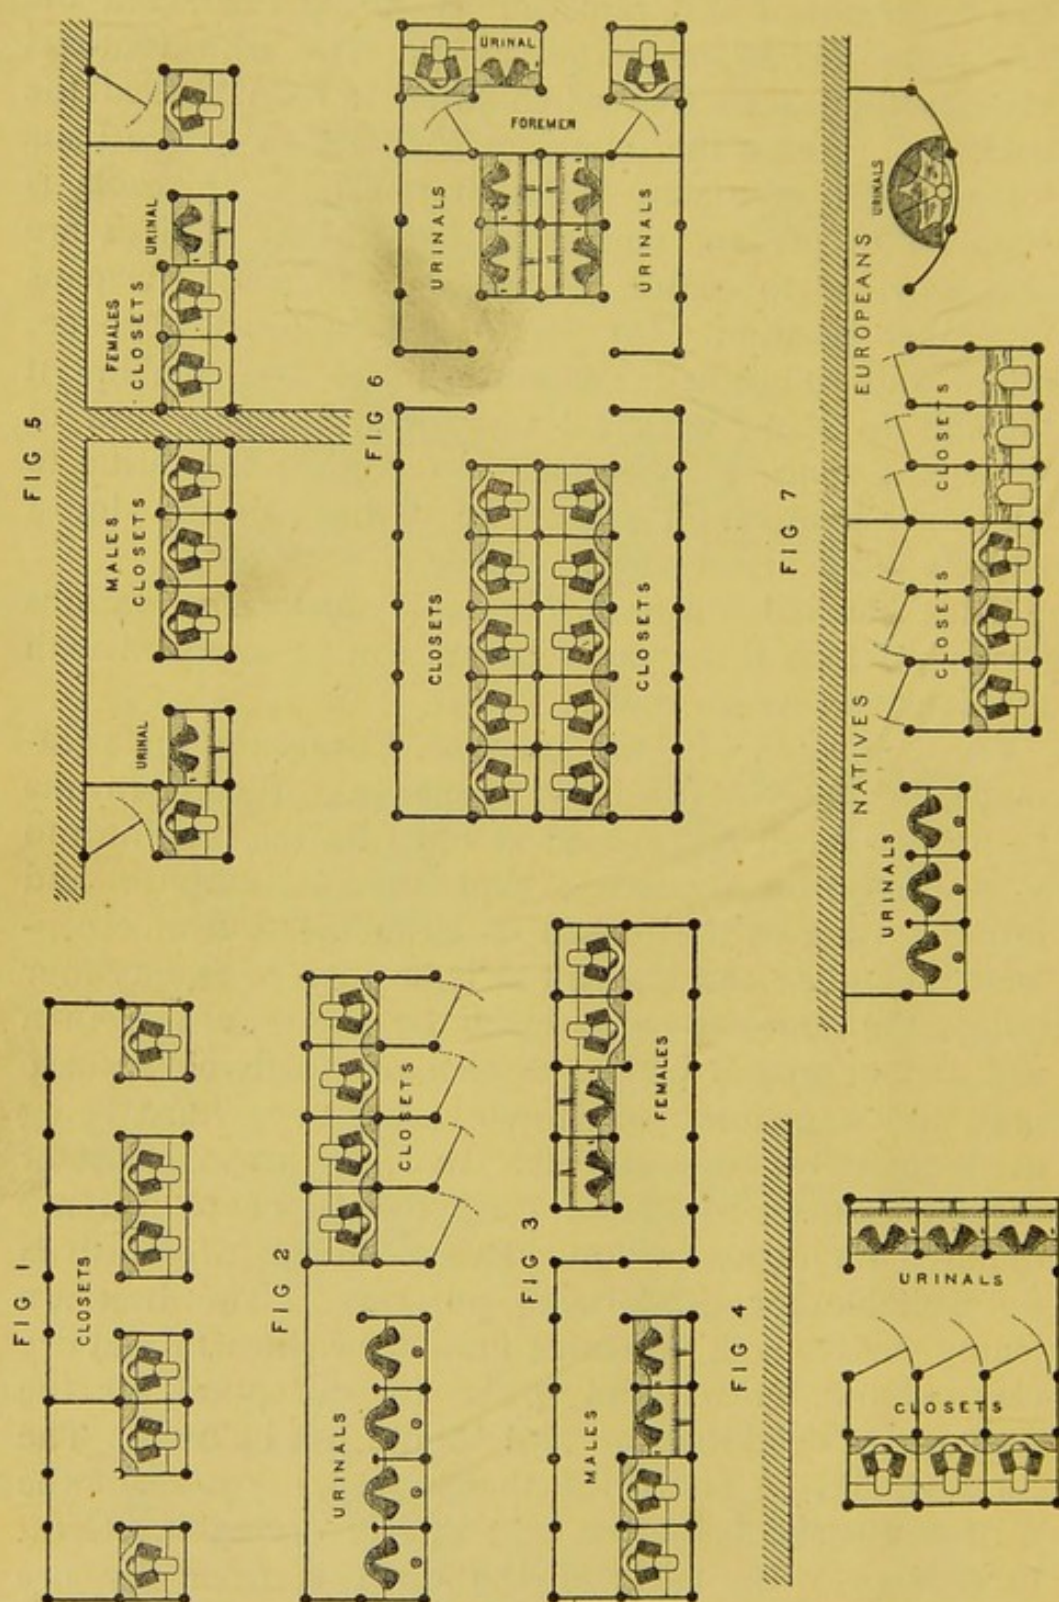 FIG 1
CLOSETS
FIG 2
URINALS
CLOSETS
FIG 3
MALES
FEMALES
FIG 4
CLOSETS
URINALS
FIG 5
URINAL
MALES
CLOSETS
FEMALES
CLOSETS
URINAL
FIG 6
CLOSETS
CLOSETS
URINALS
URINALS
FOREMEN
URINAL
FIG 7
NATIVES
EUROPEANS
URINALS
CLOSETS
CLOSETS
URINALS